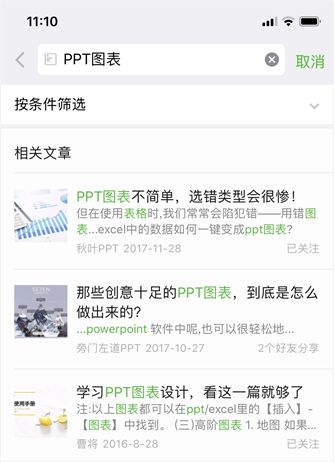 11:10
PPT图表
取消
按条件筛选
相关文章
PPT图表不简单，选错类型会很惨！
但在使用表格时,我们常常会陷犯错——用错图
表...excel中的数据如何一键变成ppt图表?
秋叶PPT 2017-11-28
已关注
那些创意十足的PPT图表，到底是怎么
做出来的?
...powerpoint 软件中呢,也可以很轻松地...
旁门左道PPT 2017-10-27
2个好友分享
学习PPT图表设计，看这一篇就够了
注:以上图表都可以在ppt/excel里的【插入】-
【图表】中找到。(三)高阶图表 1. 地图 如果...
曹将 2016-8-28
已关注
使用手册